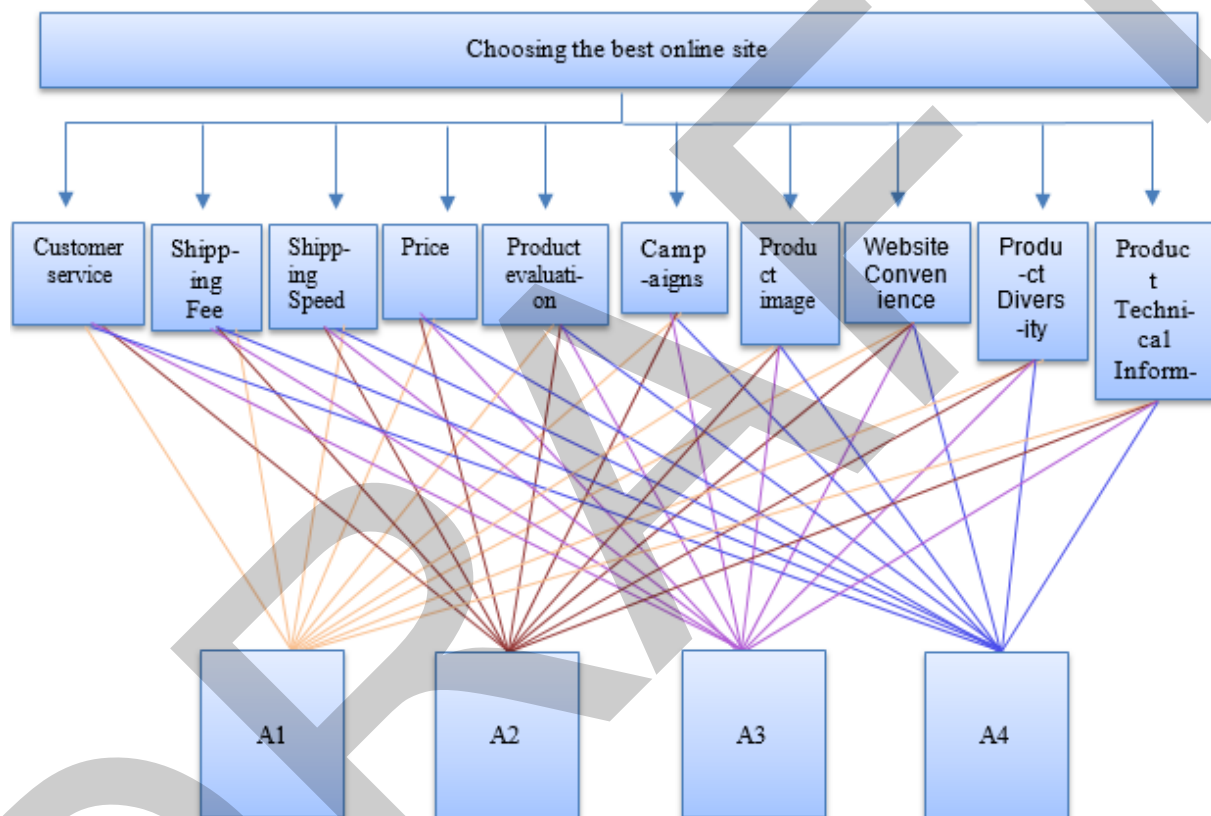 Choosing the best online site
Customer
service
Shipp-
ing
Fee
Shipp-
ing
Speed
Price
Product
evaluati-
on
Camp
-aigns
Produ
ct
image
Website
Conven
ience
Produ
-ct
Divers
-ity
Produc
t
Techni-
cal
Inform-
A1
A2
A3
A4